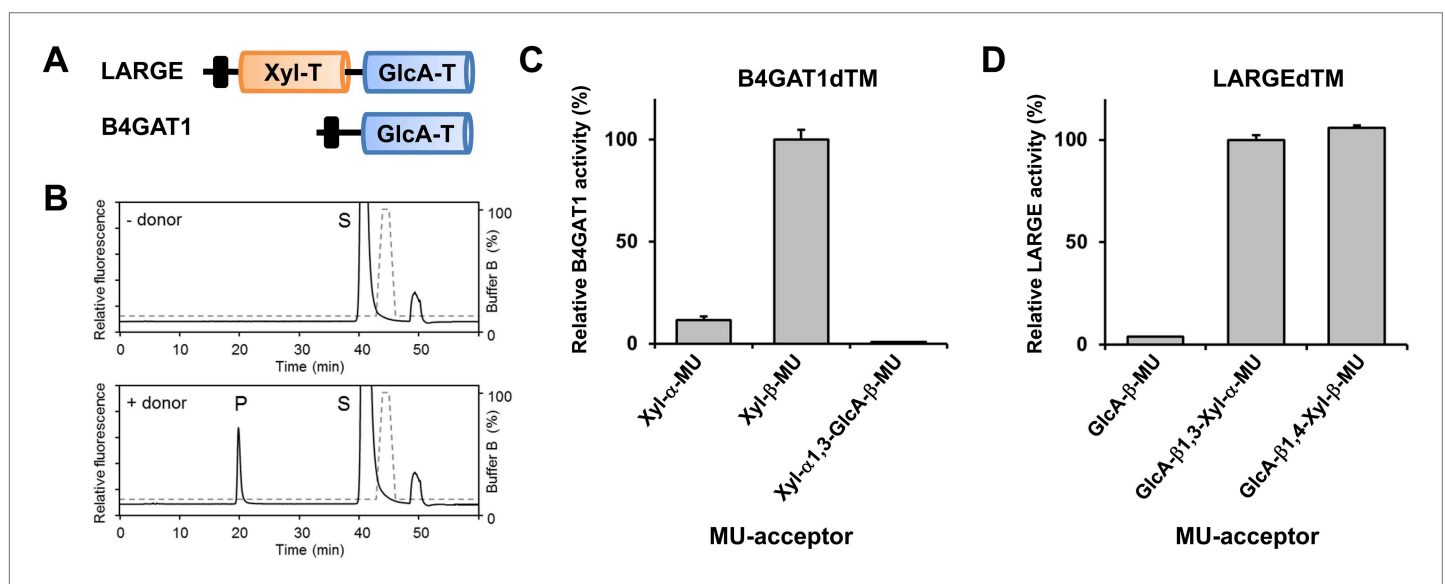 A
LARGE
Xyl-T
GlcA-T
B4GAT1
GlcA-T
B
Relative fluorescence
- donor
S
100
0
Buffer B (%)
0 10 20 30 40 50
Time (min)
Relative fluorescence
+ donor
P
S
100
0
Buffer B (%)
0 10 20 30 40 50
Time (min)
C
B4GAT1dTM
Relative B4GAT1 activity (%)
100
50
0
Xyl-α-MU
Xyl-β-MU
Xyl-α1,3-GlcA-β-MU
MU-acceptor
D
LARGEdTM
Relative LARGE activity (%)
100
50
0
GlcA-β-MU
GlcA-β1,3-Xyl-α-MU
GlcA-β1,4-Xyl-β-MU
MU-acceptor